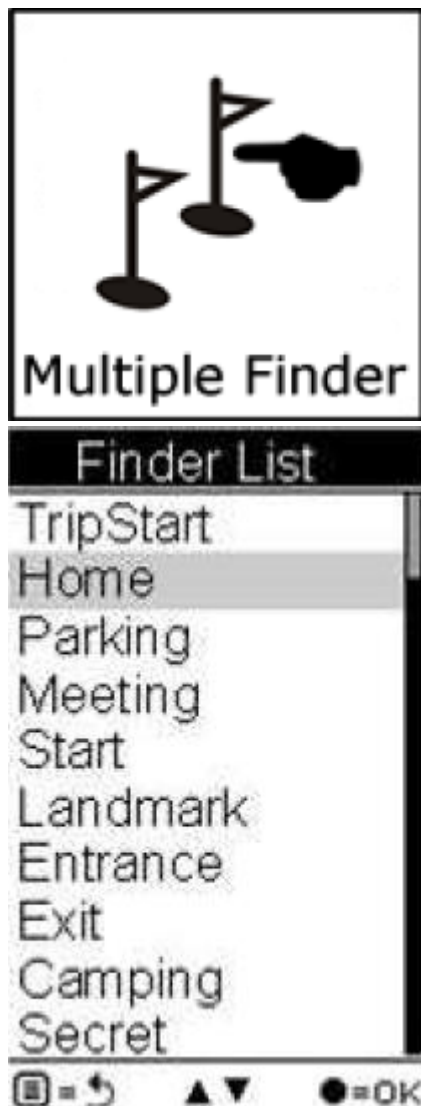 Multiple Finder
Finder List
TripStart
Home
Parking
Meeting
Start
Landmark
Entrance
Exit
Camping
Secret
= =OK